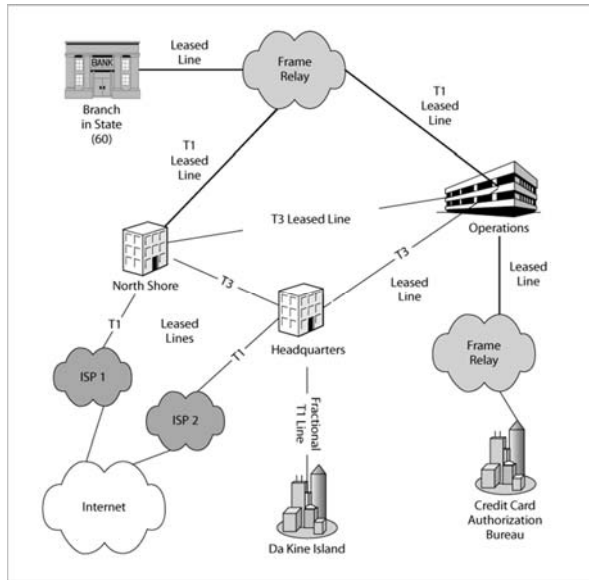 Leased
Line
Frame
Relay
BANK
Branch
in State
(60)
T1
Leased
Line
T1
Leased
Line
T3 Leased Line
Operations
North Shore
T3
T3
Leased
Line
Leased
Line
T1
Leased
Lines
Headquarters
T1
Frame
Relay
ISP 1
ISP 2
Fractional
T1 Line
Internet
Da Kine Island
Credit Card
Authorization
Bureau